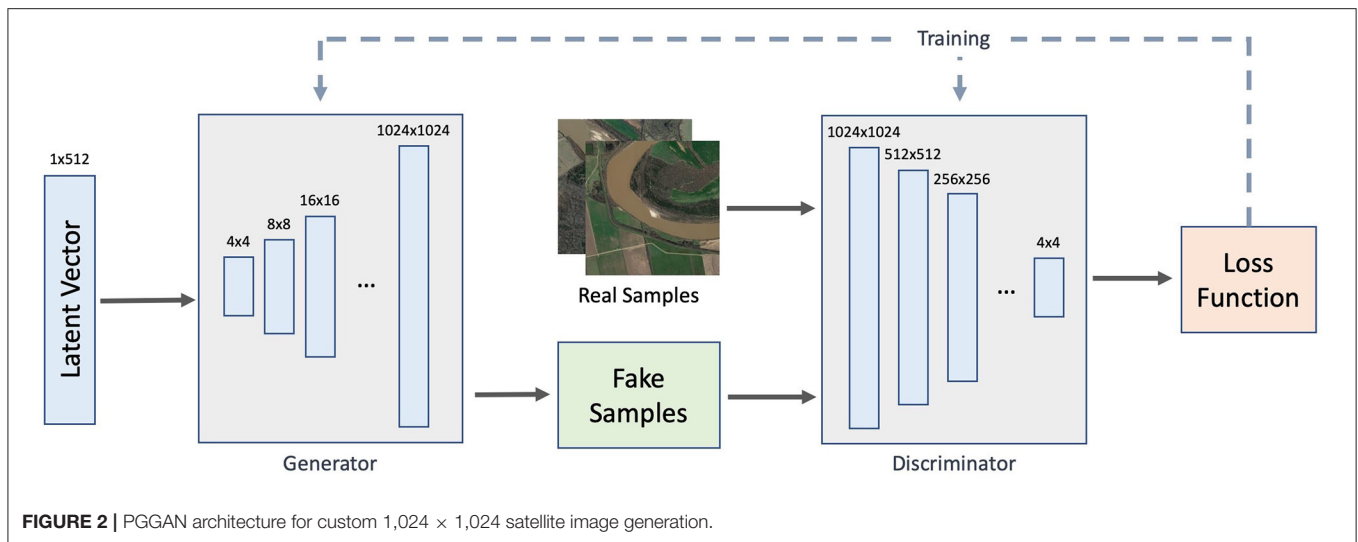 Training
1x512
Latent Vector
4x4
8x8
16x16
...
1024x1024
Generator
Real Samples
Fake
Samples
1024x1024
512x512
256x256
...
4x4
Discriminator
Loss
Function
FIGURE 2 | PGGAN architecture for custom 1,024 × 1,024 satellite image generation.